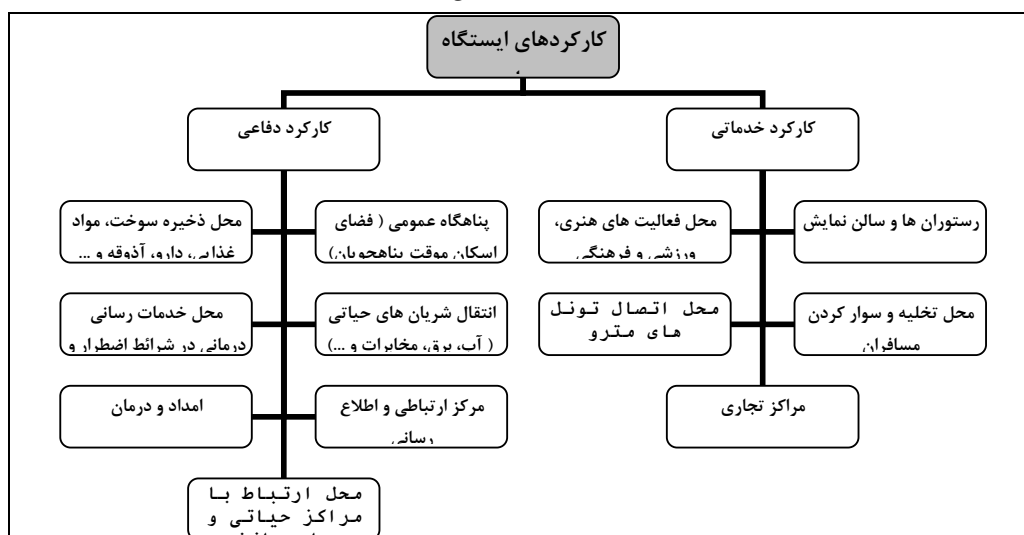 کارکردهای ایستگاه
کارکرد خدماتی
کارکرد دفاعی
رستوران ها و سالن نمایش
محل فعالیت های هنری،
ورزشی و فرهنگی
پناهگاه عمومی ( فضای
اسکان موقت پناهجویان)
محل ذخیره سوخت، مواد
غذایی، دارو، آذوقه و ...
محل تخلیه و سوار کردن
مسافران
محل اتصال تونل
های مترو
انتقال شریان های حیاتی
( آب، برق، مخابرات و ...)
محل خدمات رسانی
درمانی در شرائط اضطرار و
مراکز تجاری
مرکز ارتباطی و اطلاع
رسانی
امداد و درمان
محل ارتباط با
مراکز حیاتی و